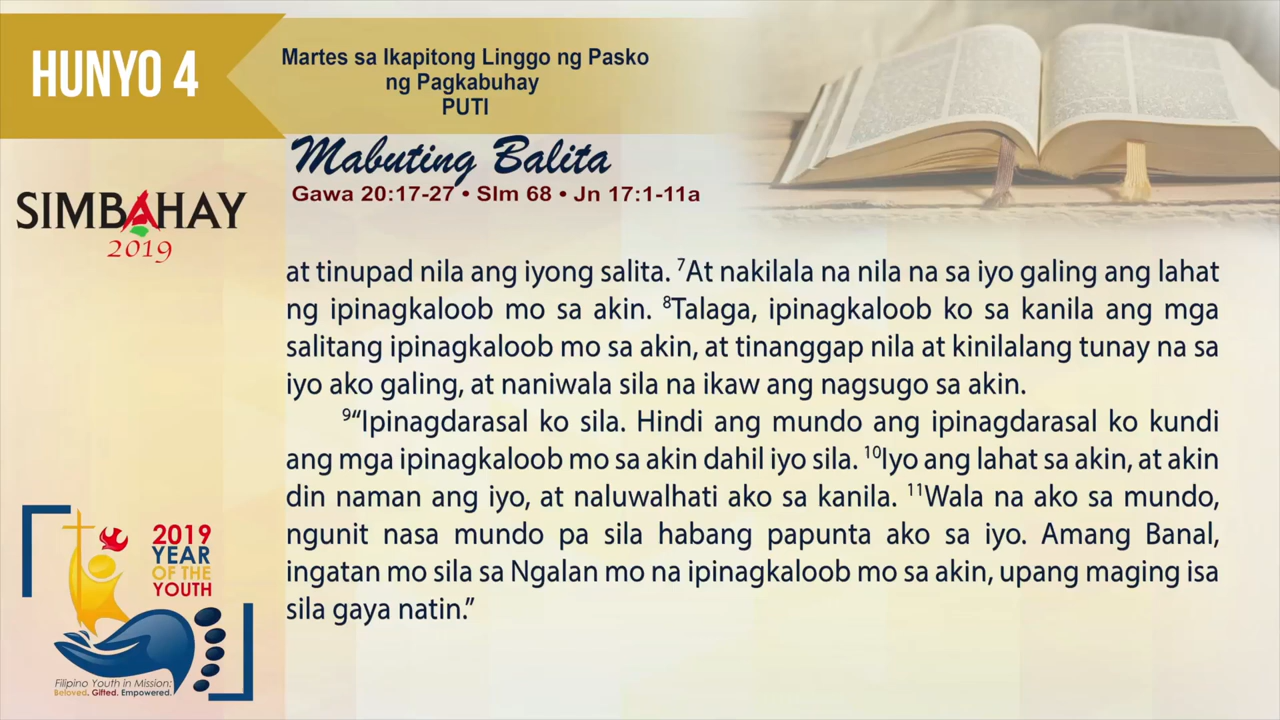 HUNYO 4
Martes sa Ikapitong Linggo ng Pasko
ng Pagkabuhay
PUTI
Mabuting Balita
Gawa 20:17-27 • Slm 68 • Jn 17:1-11a
SIMBAHAY
2019
at tinupad nila ang iyong salita. ⁷At nakilala na nila na sa iyo galing ang lahat
ng ipinagkaloob mo sa akin. ⁸Talaga, ipinagkaloob ko sa kanila ang mga
salitang ipinagkaloob mo sa akin, at tinanggap nila at kinilalang tunay na sa
iyo ako galing, at naniwala sila na ikaw ang nagsugo sa akin.
⁹“Ipinagdarasal ko sila. Hindi ang mundo ang ipinagdarasal ko kundi
ang mga ipinagkaloob mo sa akin dahil iyo sila. ¹⁰Iyo ang lahat sa akin, at akin
din naman ang iyo, at naluwalhati ako sa kanila. ¹¹Wala na ako sa mundo,
ngunit nasa mundo pa sila habang papunta ako sa iyo. Amang Banal,
ingatan mo sila sa Ngalan mo na ipinagkaloob mo sa akin, upang maging isa
sila gaya natin.”
2019
YEAR
OF THE
YOUTH
Filipino Youth in Mission:
Beloved. Gifted. Empowered.